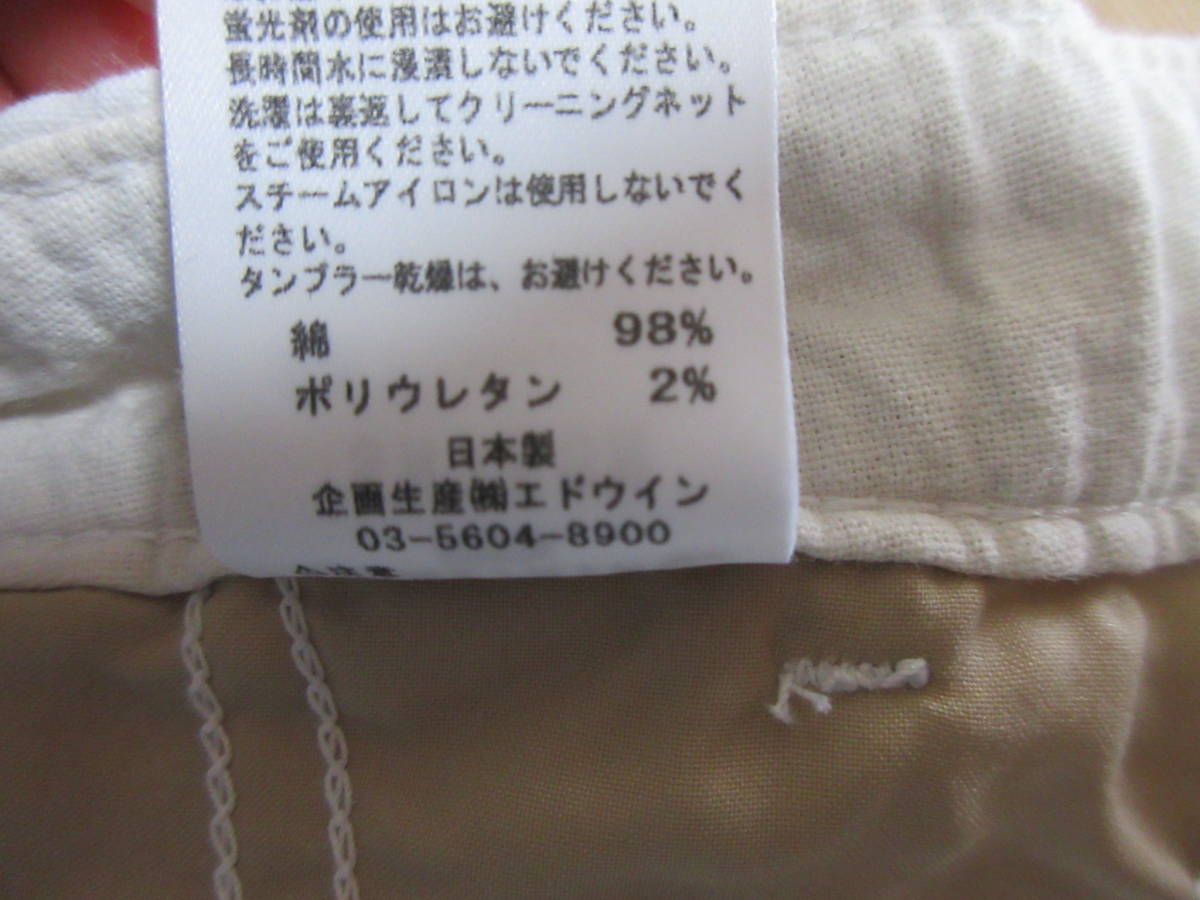 蛍光剤の使用はお避けください。
長時間水に浸漬しないでください。
洗濯は裏返してクリーニングネット
をご使用ください。
スチームアイロンは使用しないでく
ださい。
タンブラー乾燥は、お避けください。
綿 98%
ポリウレタン 2%
日本製
企画生産㈱エドウイン
03-5604-8900